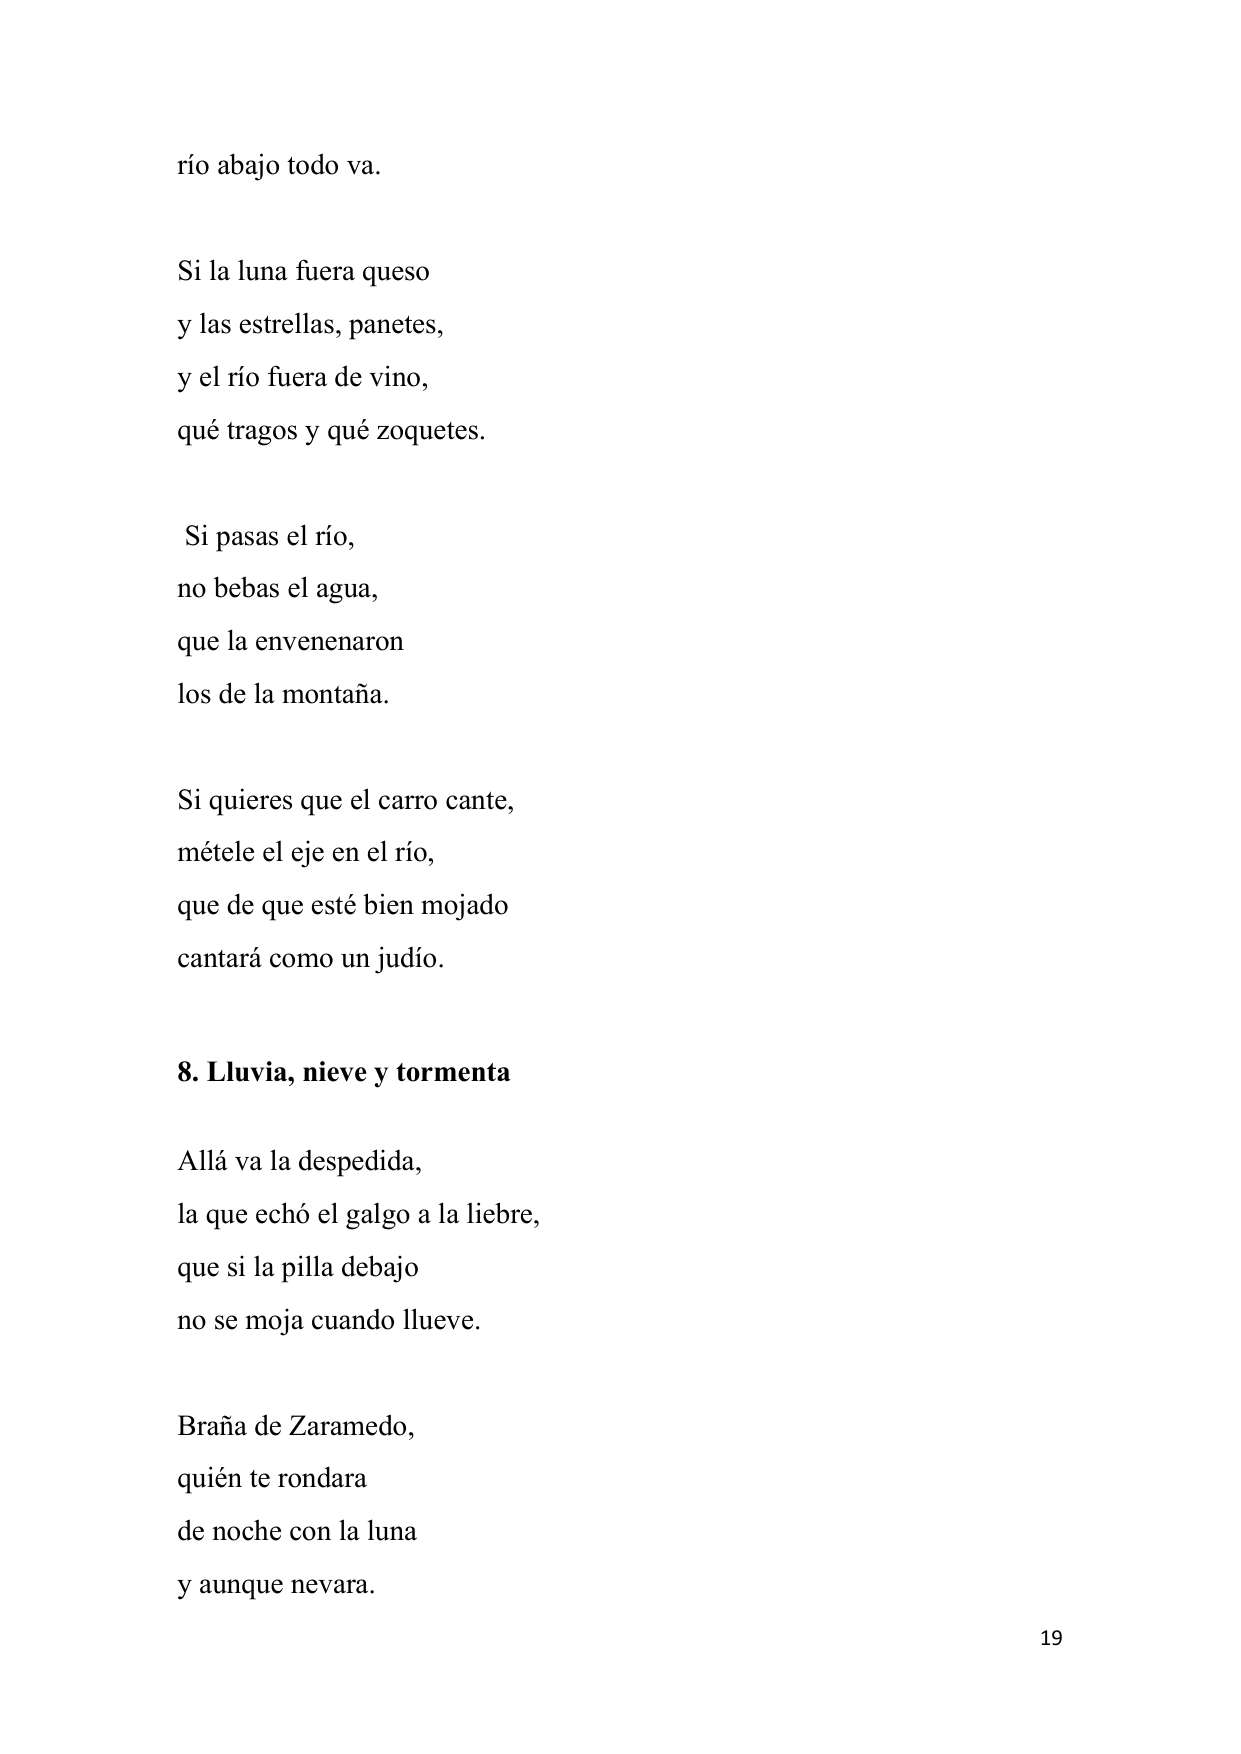 río abajo todo va.
Si la luna fuera queso
y las estrellas, panetes,
y el río fuera de vino,
qué tragos y qué zoquetes.
Si pasas el río,
no bebas el agua,
que la envenenaron
los de la montaña.
Si quieres que el carro cante,
métele el eje en el río,
que de que esté bien mojado
cantará como un judío.
8. Lluvia, nieve y tormenta
Allá va la despedida,
la que echó el galgo a la liebre,
que si la pilla debajo
no se moja cuando llueve.
Braña de Zaramedo,
quién te rondara
de noche con la luna
y aunque nevara.
19